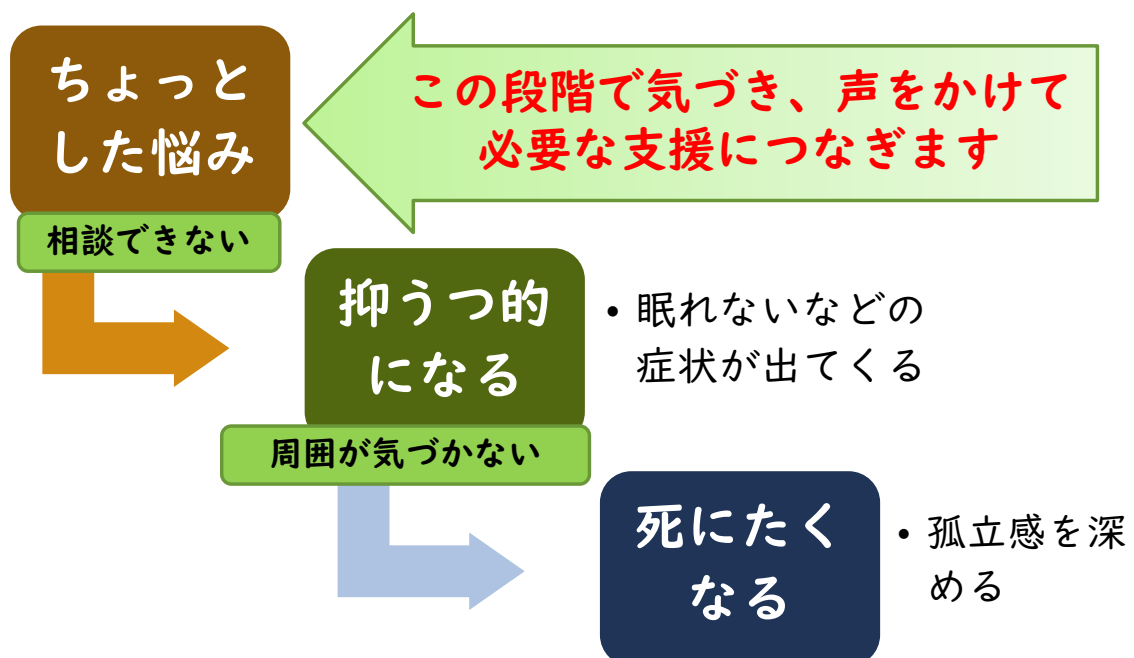 ちょっと
した悩み
この段階で気づき、声をかけて
必要な支援につなぎます
相談できない
抑うつ的
になる
• 眠れないなどの
症状が出てくる
周囲が気づかない
死にたく
なる
• 孤立感を深
める